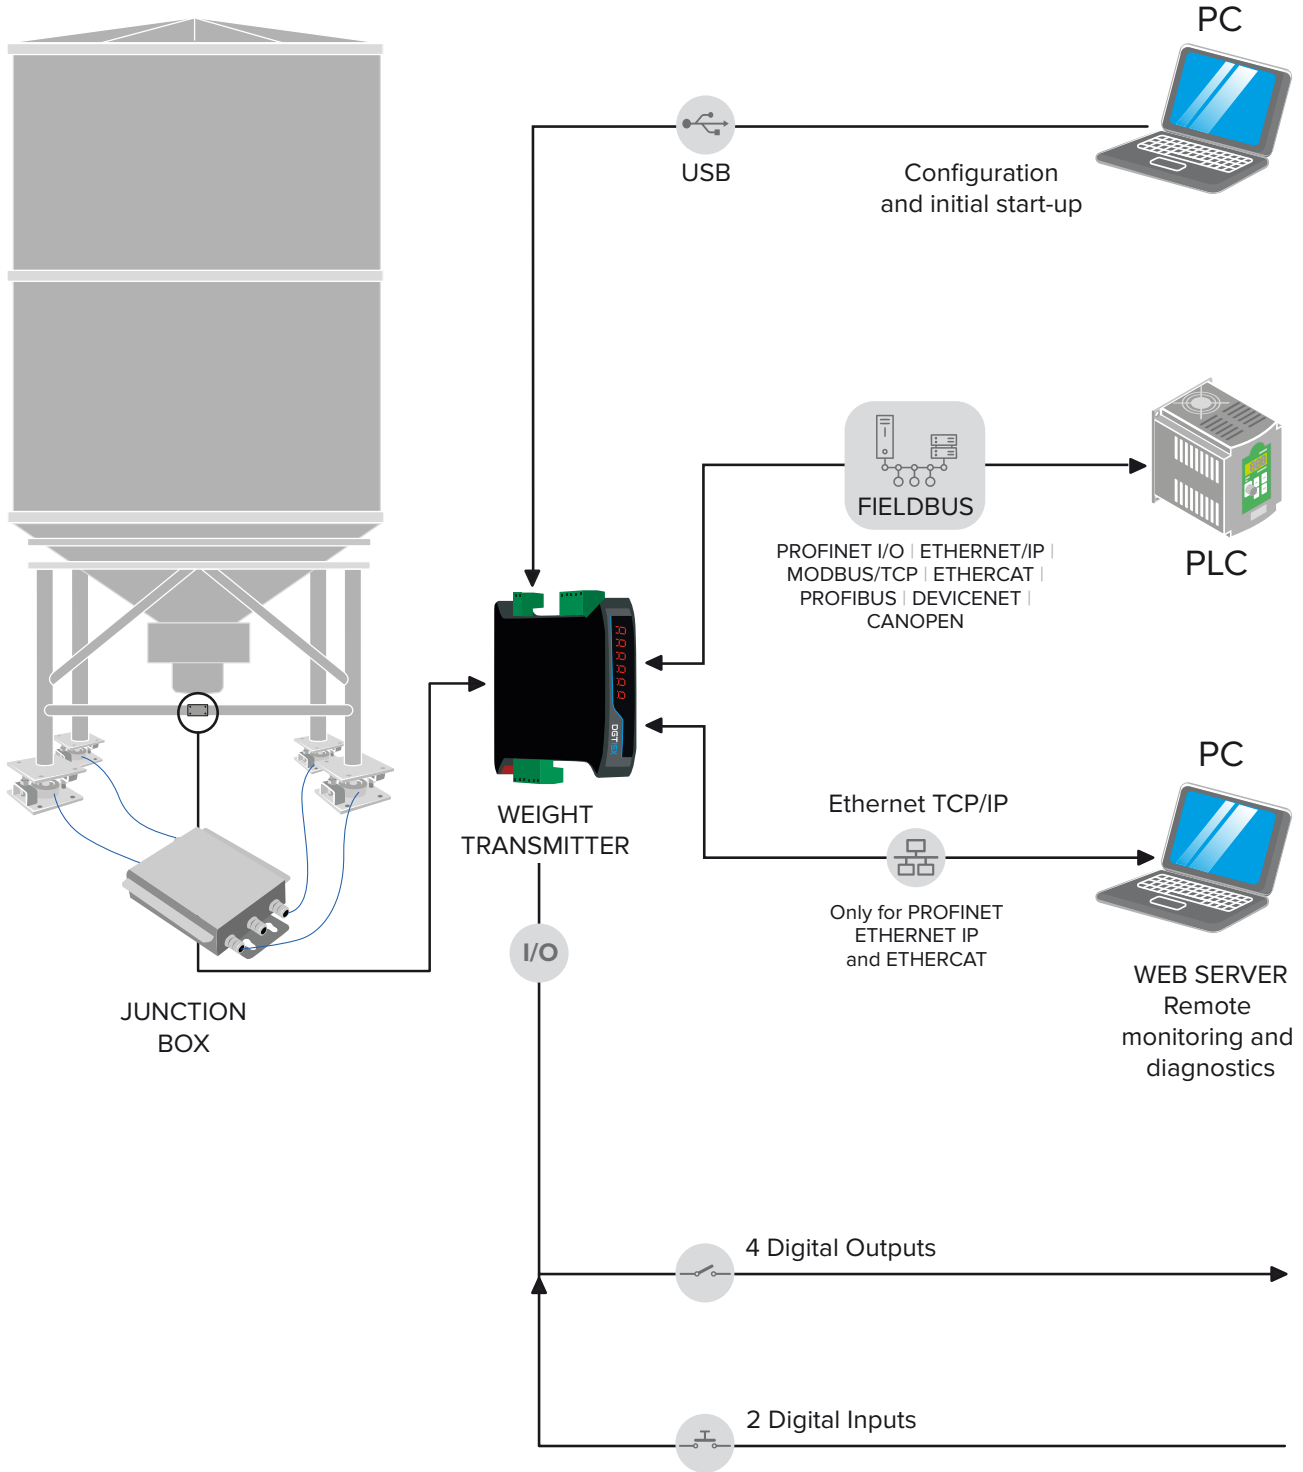 PC
USB
Configuration
and initial start-up
FIELDBUS
PROFINET I/O | ETHERNET/IP |
MODBUS/TCP | ETHERCAT |
PROFIBUS | DEVICENET |
CANOPEN
PLC
WEIGHT
TRANSMITTER
PC
Ethernet TCP/IP
Only for PROFINET
ETHERNET IP
and ETHERCAT
WEB SERVER
Remote
monitoring and
diagnostics
I/O
JUNCTION
BOX
4 Digital Outputs
2 Digital Inputs